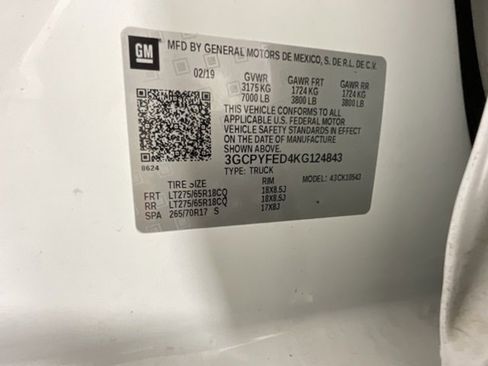 GM
MFD BY GENERAL MOTORS DE MEXICO, S. DE R.L. DE C.V.
02/19 GVWR GAWR FRT GAWR RR
3175 KG 1724 KG 1724 KG
7000 LB 3800 LB 3800 LB
THIS VEHICLE CONFORMS TO ALL
APPLICABLE U.S. FEDERAL MOTOR
VEHICLE SAFETY STANDARDS IN EFFECT
ON THE DATE OF MANUFACTURE
SHOWN ABOVE.
3GCPYFED4KG124843
8624 TYPE: TRUCK MODEL: 43CK10543
TIRE SIZE RIM
FRT LT275/65R18CQ 18X8.5J
RR LT275/65R18CQ 18X8.5J
SPA 265/70R17 S 17X8J